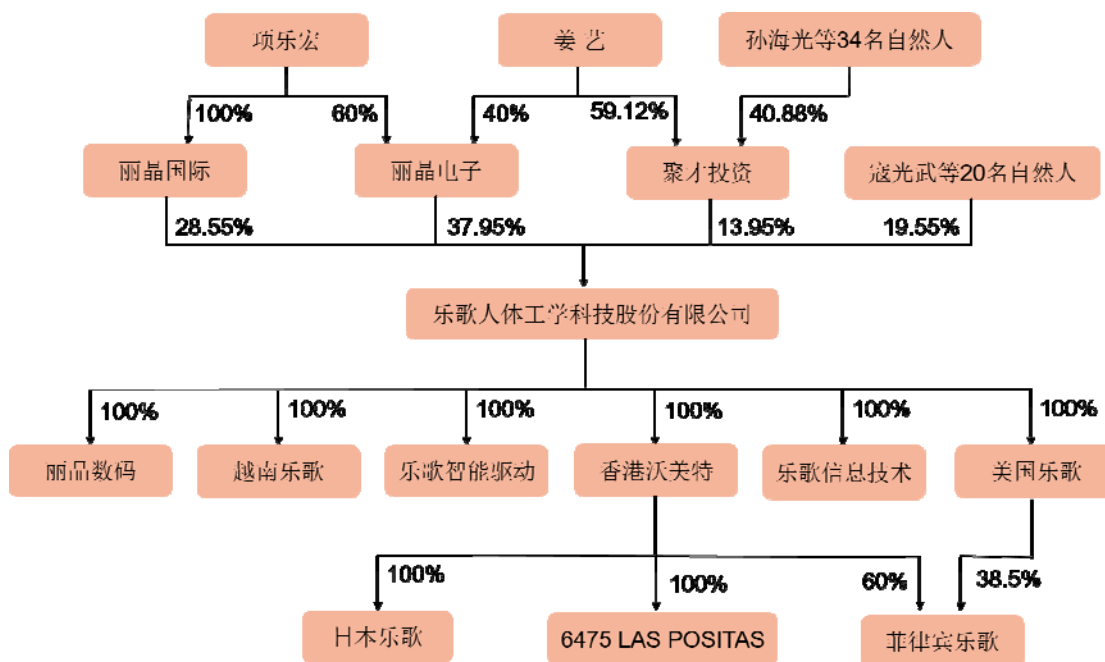 项乐宏
姜 艺
孙海光等34名自然人
100%
60%
40%
59.12%
40.88%
丽晶国际
丽晶电子
聚才投资
寇光武等20名自然人
28.55%
37.95%
13.95%
19.55%
乐歌人体工学科技股份有限公司
100%
100%
100%
100%
100%
100%
丽晶数码
越南乐歌
乐歌智能驱动
香港沃美特
乐歌信息技术
美国乐歌
100%
100%
60%
38.5%
日本乐歌
6475 LAS POSITAS
菲律宾乐歌